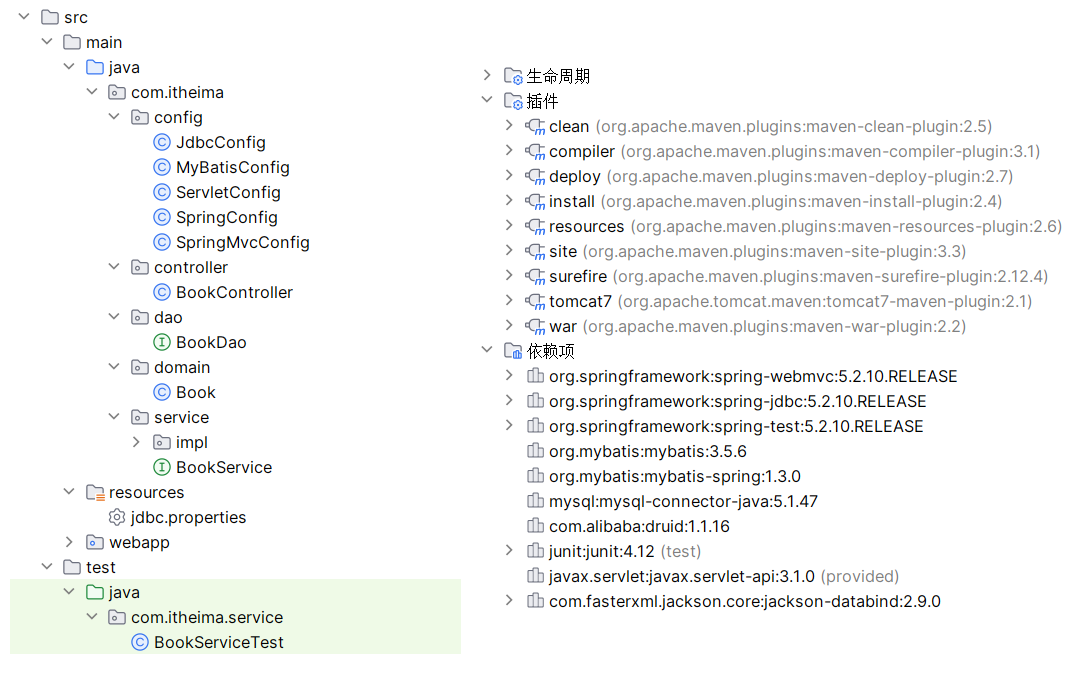 src
main
java
com.itheima
config
JdbcConfig
MyBatisConfig
ServletConfig
SpringConfig
SpringMvcConfig
controller
BookController
dao
BookDao
domain
Book
service
impl
BookService
resources
jdbc.properties
webapp
test
java
com.itheima.service
BookServiceTest
生命周期
插件
clean (org.apache.maven.plugins:maven-clean-plugin:2.5)
compiler (org.apache.maven.plugins:maven-compiler-plugin:3.1)
deploy (org.apache.maven.plugins:maven-deploy-plugin:2.7)
install (org.apache.maven.plugins:maven-install-plugin:2.4)
resources (org.apache.maven.plugins:maven-resources-plugin:2.6)
site (org.apache.maven.plugins:maven-site-plugin:3.3)
surefire (org.apache.maven.plugins:maven-surefire-plugin:2.12.4)
tomcat7 (org.apache.tomcat.maven:tomcat7-maven-plugin:2.1)
war (org.apache.maven.plugins:maven-war-plugin:2.2)
依赖项
org.springframework:spring-webmvc:5.2.10.RELEASE
org.springframework:spring-jdbc:5.2.10.RELEASE
org.springframework:spring-test:5.2.10.RELEASE
org.mybatis:mybatis:3.5.6
org.mybatis:mybatis-spring:1.3.0
mysql:mysql-connector-java:5.1.47
com.alibaba:druid:1.1.16
junit:junit:4.12 (test)
javax.servlet:javax.servlet-api:3.1.0 (provided)
com.fasterxml.jackson.core:jackson-databind:2.9.0